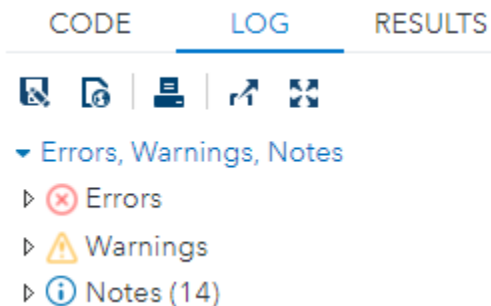 CODE LOG RESULTS
Errors, Warnings, Notes
Errors
Warnings
Notes (14)